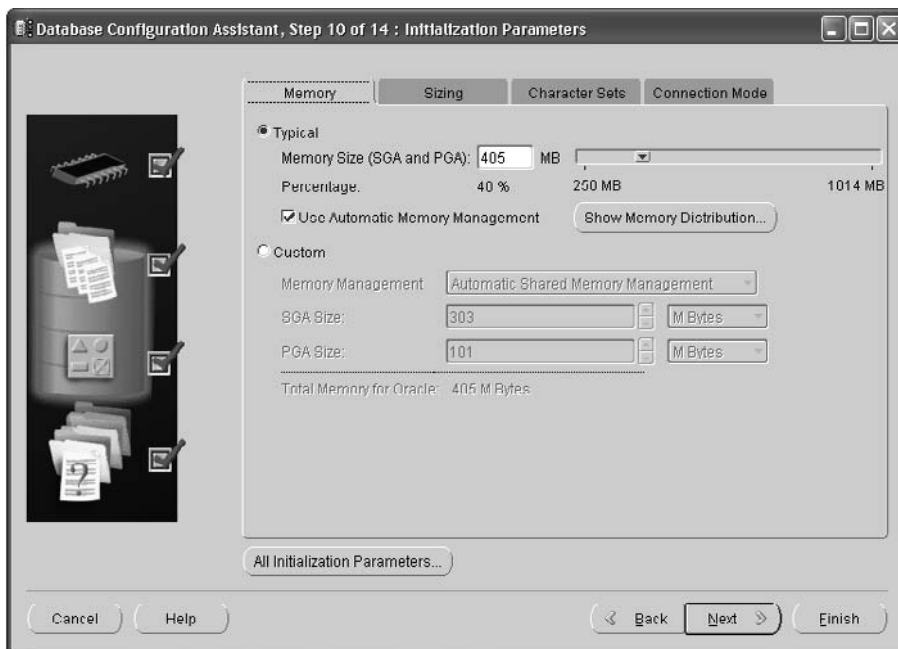 Database Configuration Assistant, Step 10 of 14 : Initialization Parameters
Memory Sizing Character Sets Connection Mode
Typical
Memory Size (SGA and PGA): 405 MB
Percentage: 40 % 250 MB 1014 MB
Use Automatic Memory Management Show Memory Distribution...
Custom
Memory Management Automatic Shared Memory Management
SGA Size: 303 M Bytes
PGA Size: 101 M Bytes
Total Memory for Oracle: 405 M Bytes
?
All Initialization Parameters...
Cancel Help Back Next Finish